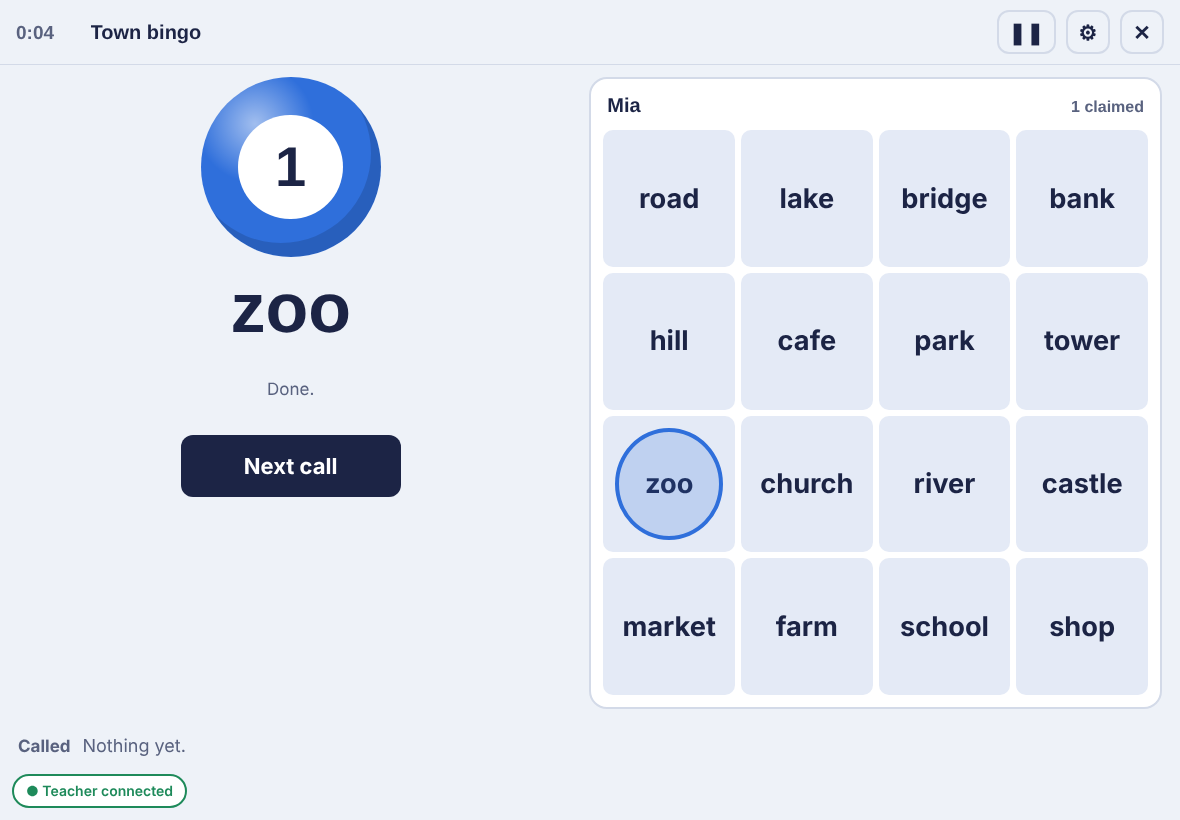 0:04 Town bingo
1
zoo
Done.
Next call
Mia 1 claimed
road lake bridge bank
hill cafe park tower
zoo church river castle
market farm school shop
Called Nothing yet.
Teacher connected